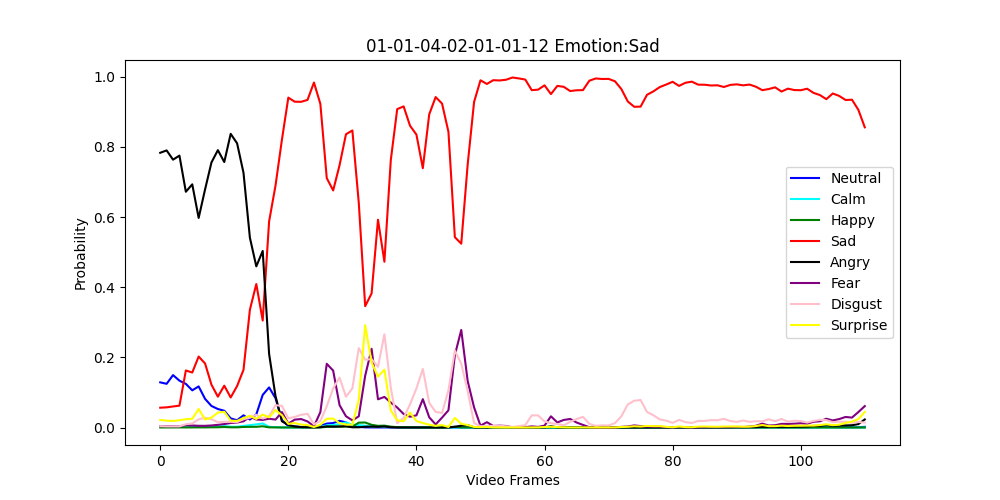 01-01-04-02-01-01-12 Emotion:Sad
1.0
0.8
0.6
0.4
0.2
0.0
Probability
0 20 40 60 80 100
Video Frames
Neutral
Calm
Happy
Sad
Angry
Fear
Disgust
Surprise